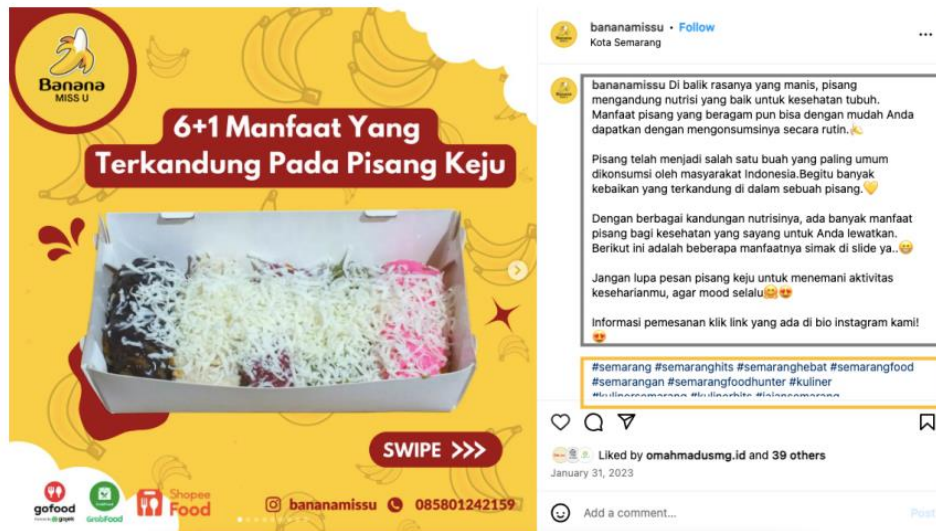 Banana
MISS U
6+1 Manfaat Yang
Terkandung Pada Pisang Keju
SWIPE >>>
gofood
GrabFood
Shopee
Food
bananamissu
085801242159
bananamissu • Follow
Kota Semarang
bananamissu Di balik rasanya yang manis, pisang
mengandung nutrisi yang baik untuk kesehatan tubuh.
Manfaat pisang yang beragam pun bisa dengan mudah Anda
dapatkan dengan mengonsumsinya secara rutin.
Pisang telah menjadi salah satu buah yang paling umum
dikonsumsi oleh masyarakat Indonesia.Begitu banyak
kebaikan yang terkandung di dalam sebuah pisang.💛
Dengan berbagai kandungan nutrisinya, ada banyak manfaat
pisang bagi kesehatan yang sayang untuk Anda lewatkan.
Berikut ini adalah beberapa manfaatnya simak di slide ya..😁
Jangan lupa pesan pisang keju untuk menemani aktivitas
keseharianmu, agar mood selalu🤗😍
Informasi pemesanan klik link yang ada di bio instagram kami!
😍
#semarang #semaranghits #semaranghebat #semarangfood
#semarangan #semarangfoodhunter #kuliner
#kulinersemarang #kulinerhits #jajansemarang
Liked by omahmadusmg.id and 39 others
January 31, 2023
Add a comment...
Post